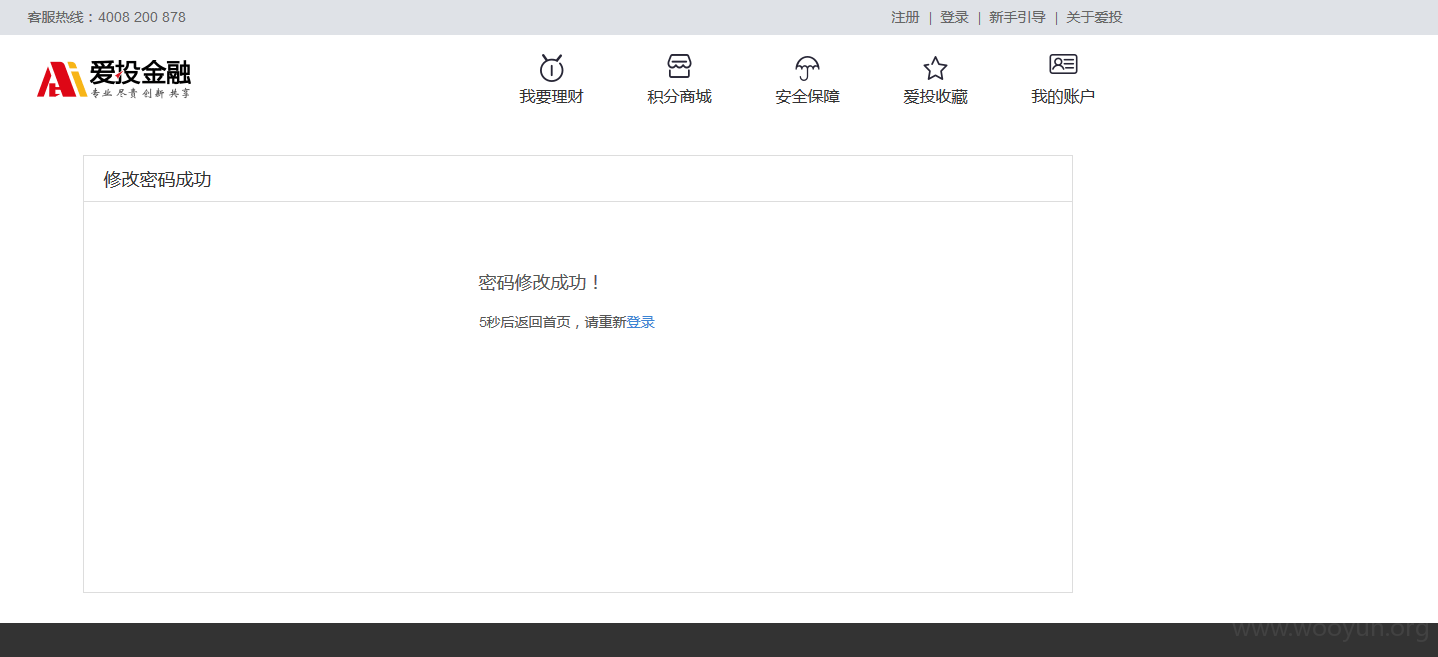 客服热线：4008 200 878
注册 | 登录 | 新手引导 | 关于爱投
Ai 爱投金融
专业 尽责 创新 共享
我要理财 积分商城 安全保障 爱投收藏 我的账户
修改密码成功
密码修改成功！
5秒后返回首页，请重新登录
www.wooyun.org